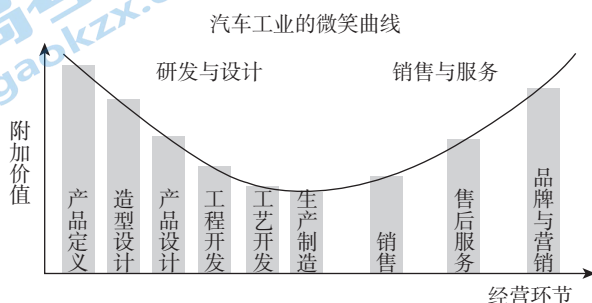 汽车工业的微笑曲线
研发与设计
销售与服务
附加价值
产品定义
造型设计
产品设计
工程开发
工艺开发
生产制造
销售
售后服务
品牌与营销
经营环节
gaokzx.c